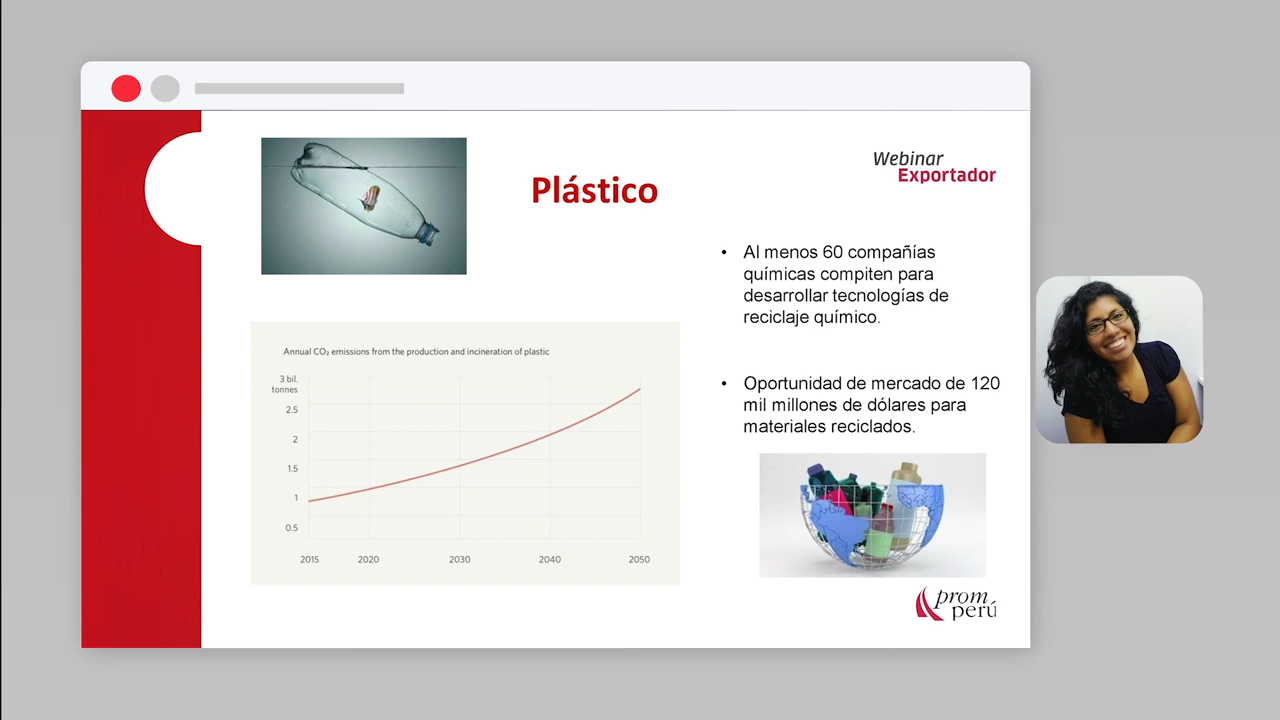 Plástico
Webinar
Exportador
• Al menos 60 compañías
químicas compiten para
desarrollar tecnologías de
reciclaje químico.
• Oportunidad de mercado de 120
mil millones de dólares para
materiales reciclados.
Annual CO₂ emissions from the production and incineration of plastic
3 bil.
tonnes
2.5
2
1.5
1
0.5
2015 2020 2030 2040 2050
prom
perú